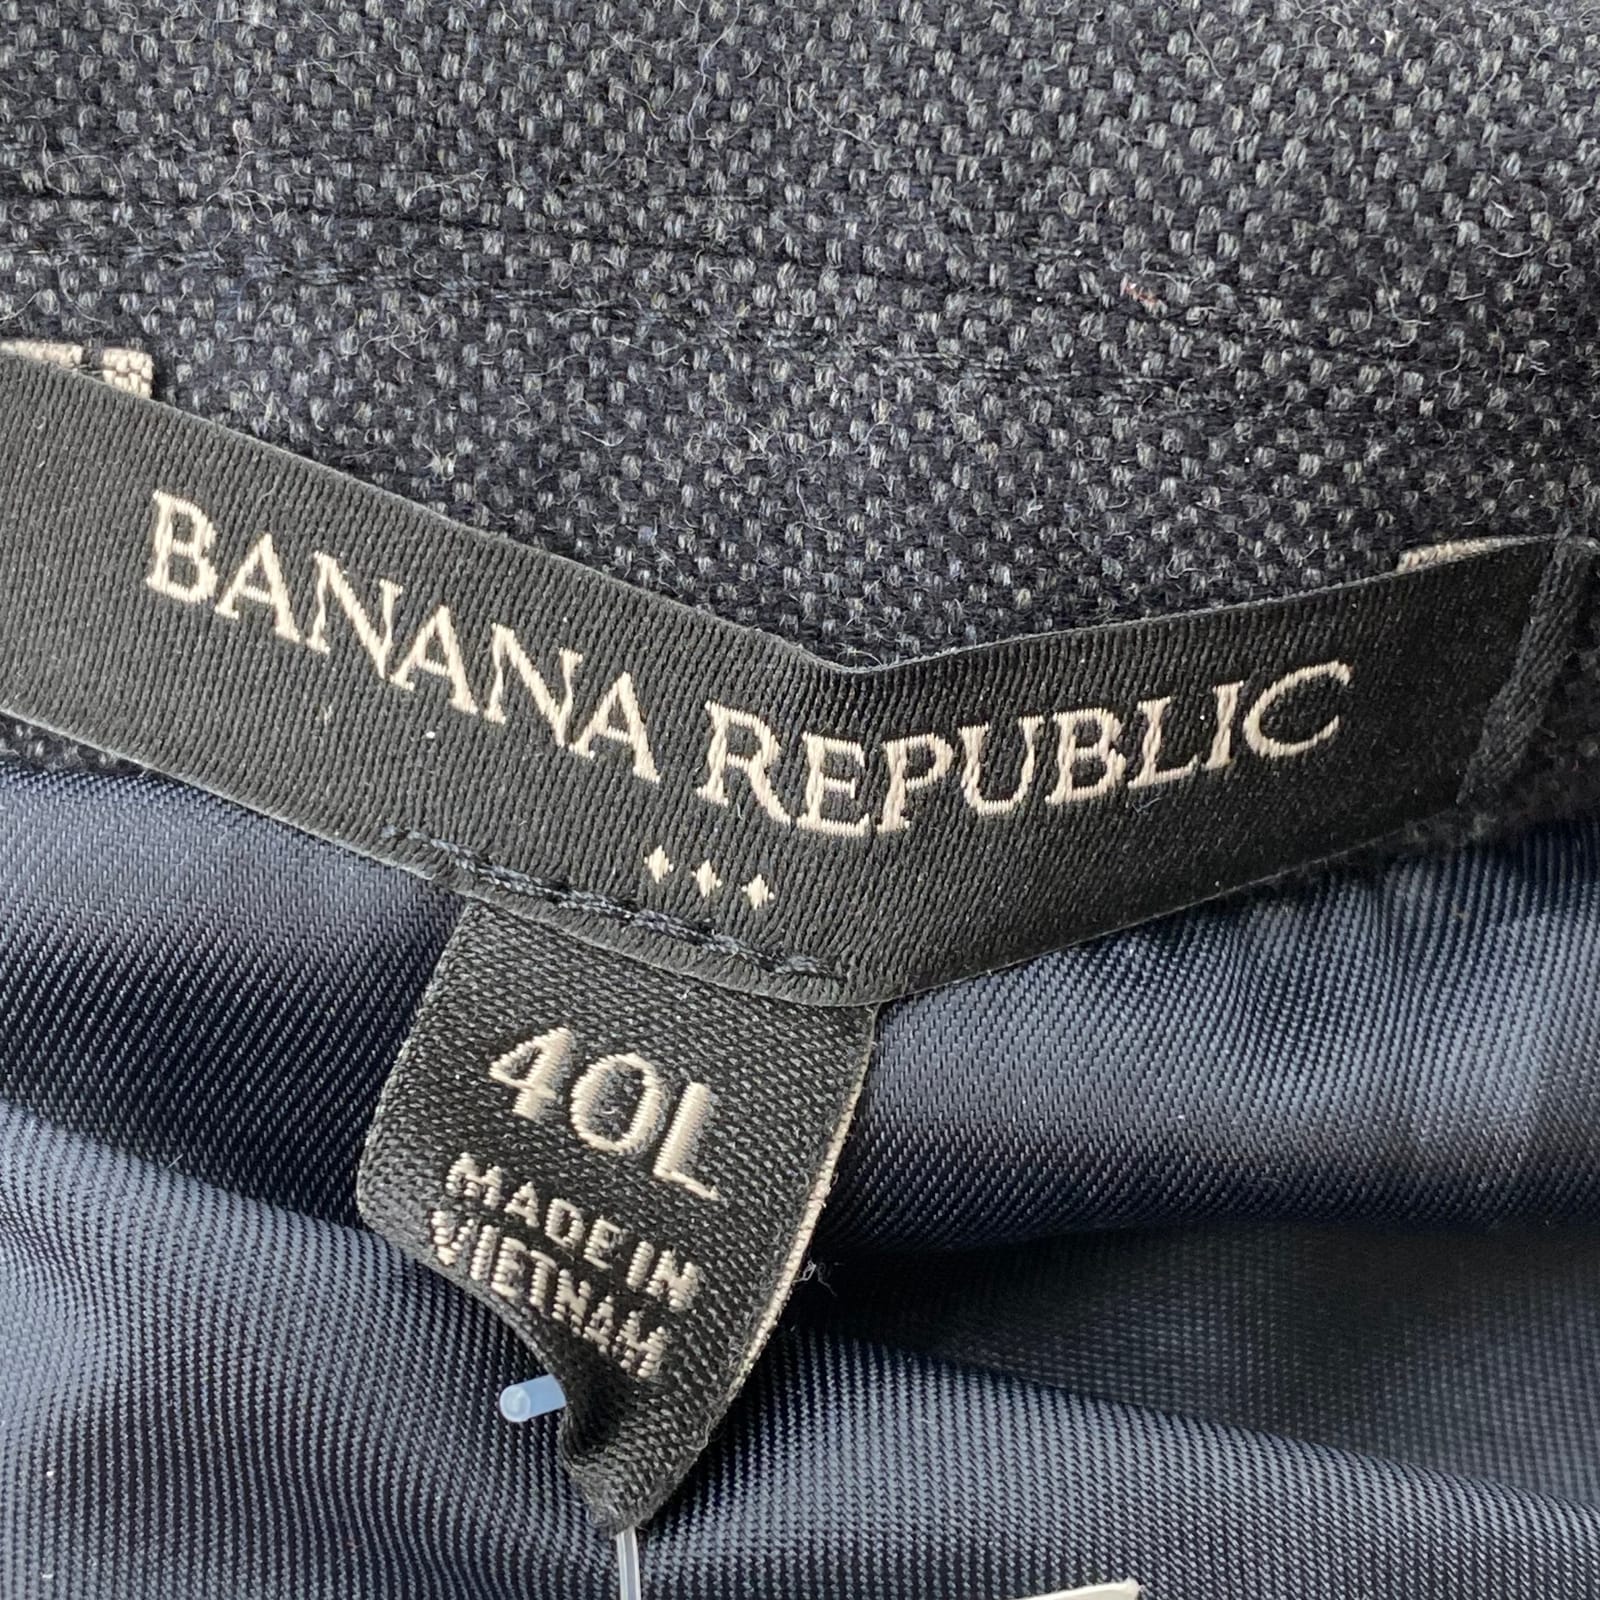 BANANA REPUBLIC
40L
MADE IN
VIETNAM